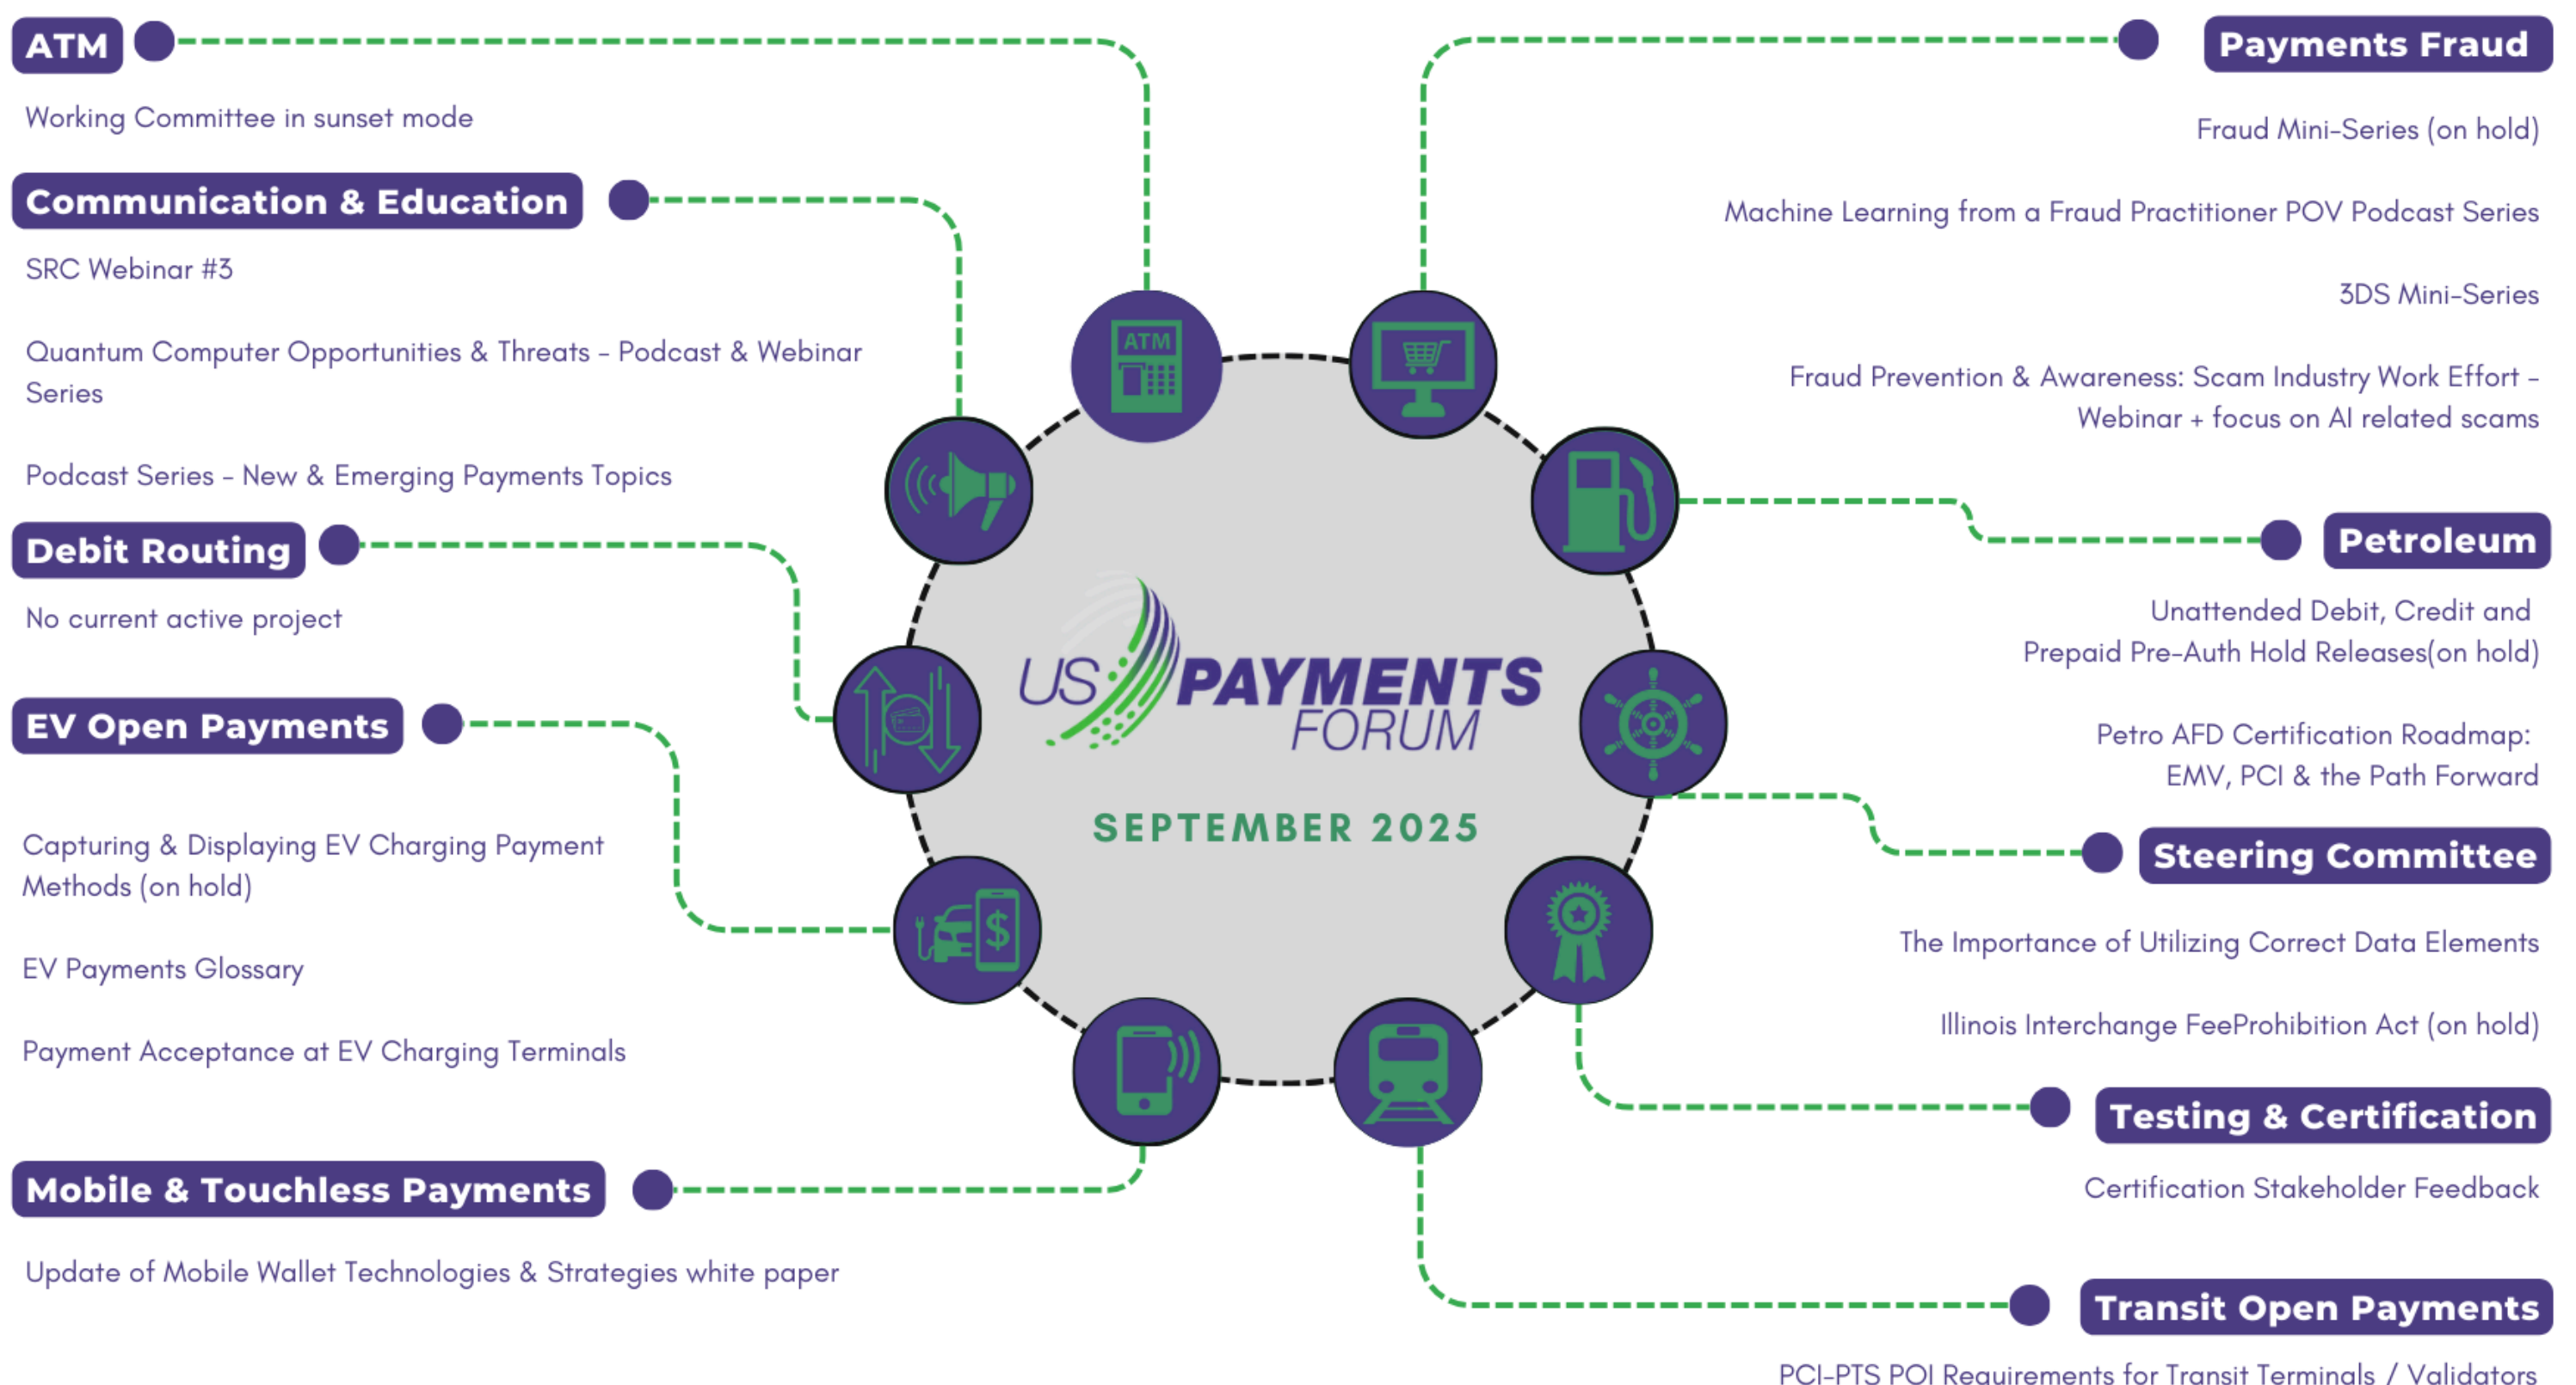 ATM
Working Committee in sunset mode
Communication & Education
SRC Webinar #3
Quantum Computer Opportunities & Threats - Podcast & Webinar
Series
Podcast Series - New & Emerging Payments Topics
Debit Routing
No current active project
EV Open Payments
Capturing & Displaying EV Charging Payment
Methods (on hold)
EV Payments Glossary
Payment Acceptance at EV Charging Terminals
Mobile & Touchless Payments
Update of Mobile Wallet Technologies & Strategies white paper
ATM
$
US PAYMENTS
FORUM
SEPTEMBER 2025
Payments Fraud
Fraud Mini-Series (on hold)
Machine Learning from a Fraud Practitioner POV Podcast Series
3DS Mini-Series
Fraud Prevention & Awareness: Scam Industry Work Effort -
Webinar + focus on AI related scams
Petroleum
Unattended Debit, Credit and
Prepaid Pre-Auth Hold Releases(on hold)
Petro AFD Certification Roadmap:
EMV, PCI & the Path Forward
Steering Committee
The Importance of Utilizing Correct Data Elements
Illinois Interchange FeeProhibition Act (on hold)
Testing & Certification
Certification Stakeholder Feedback
Transit Open Payments
PCI-PTS POI Requirements for Transit Terminals / Validators